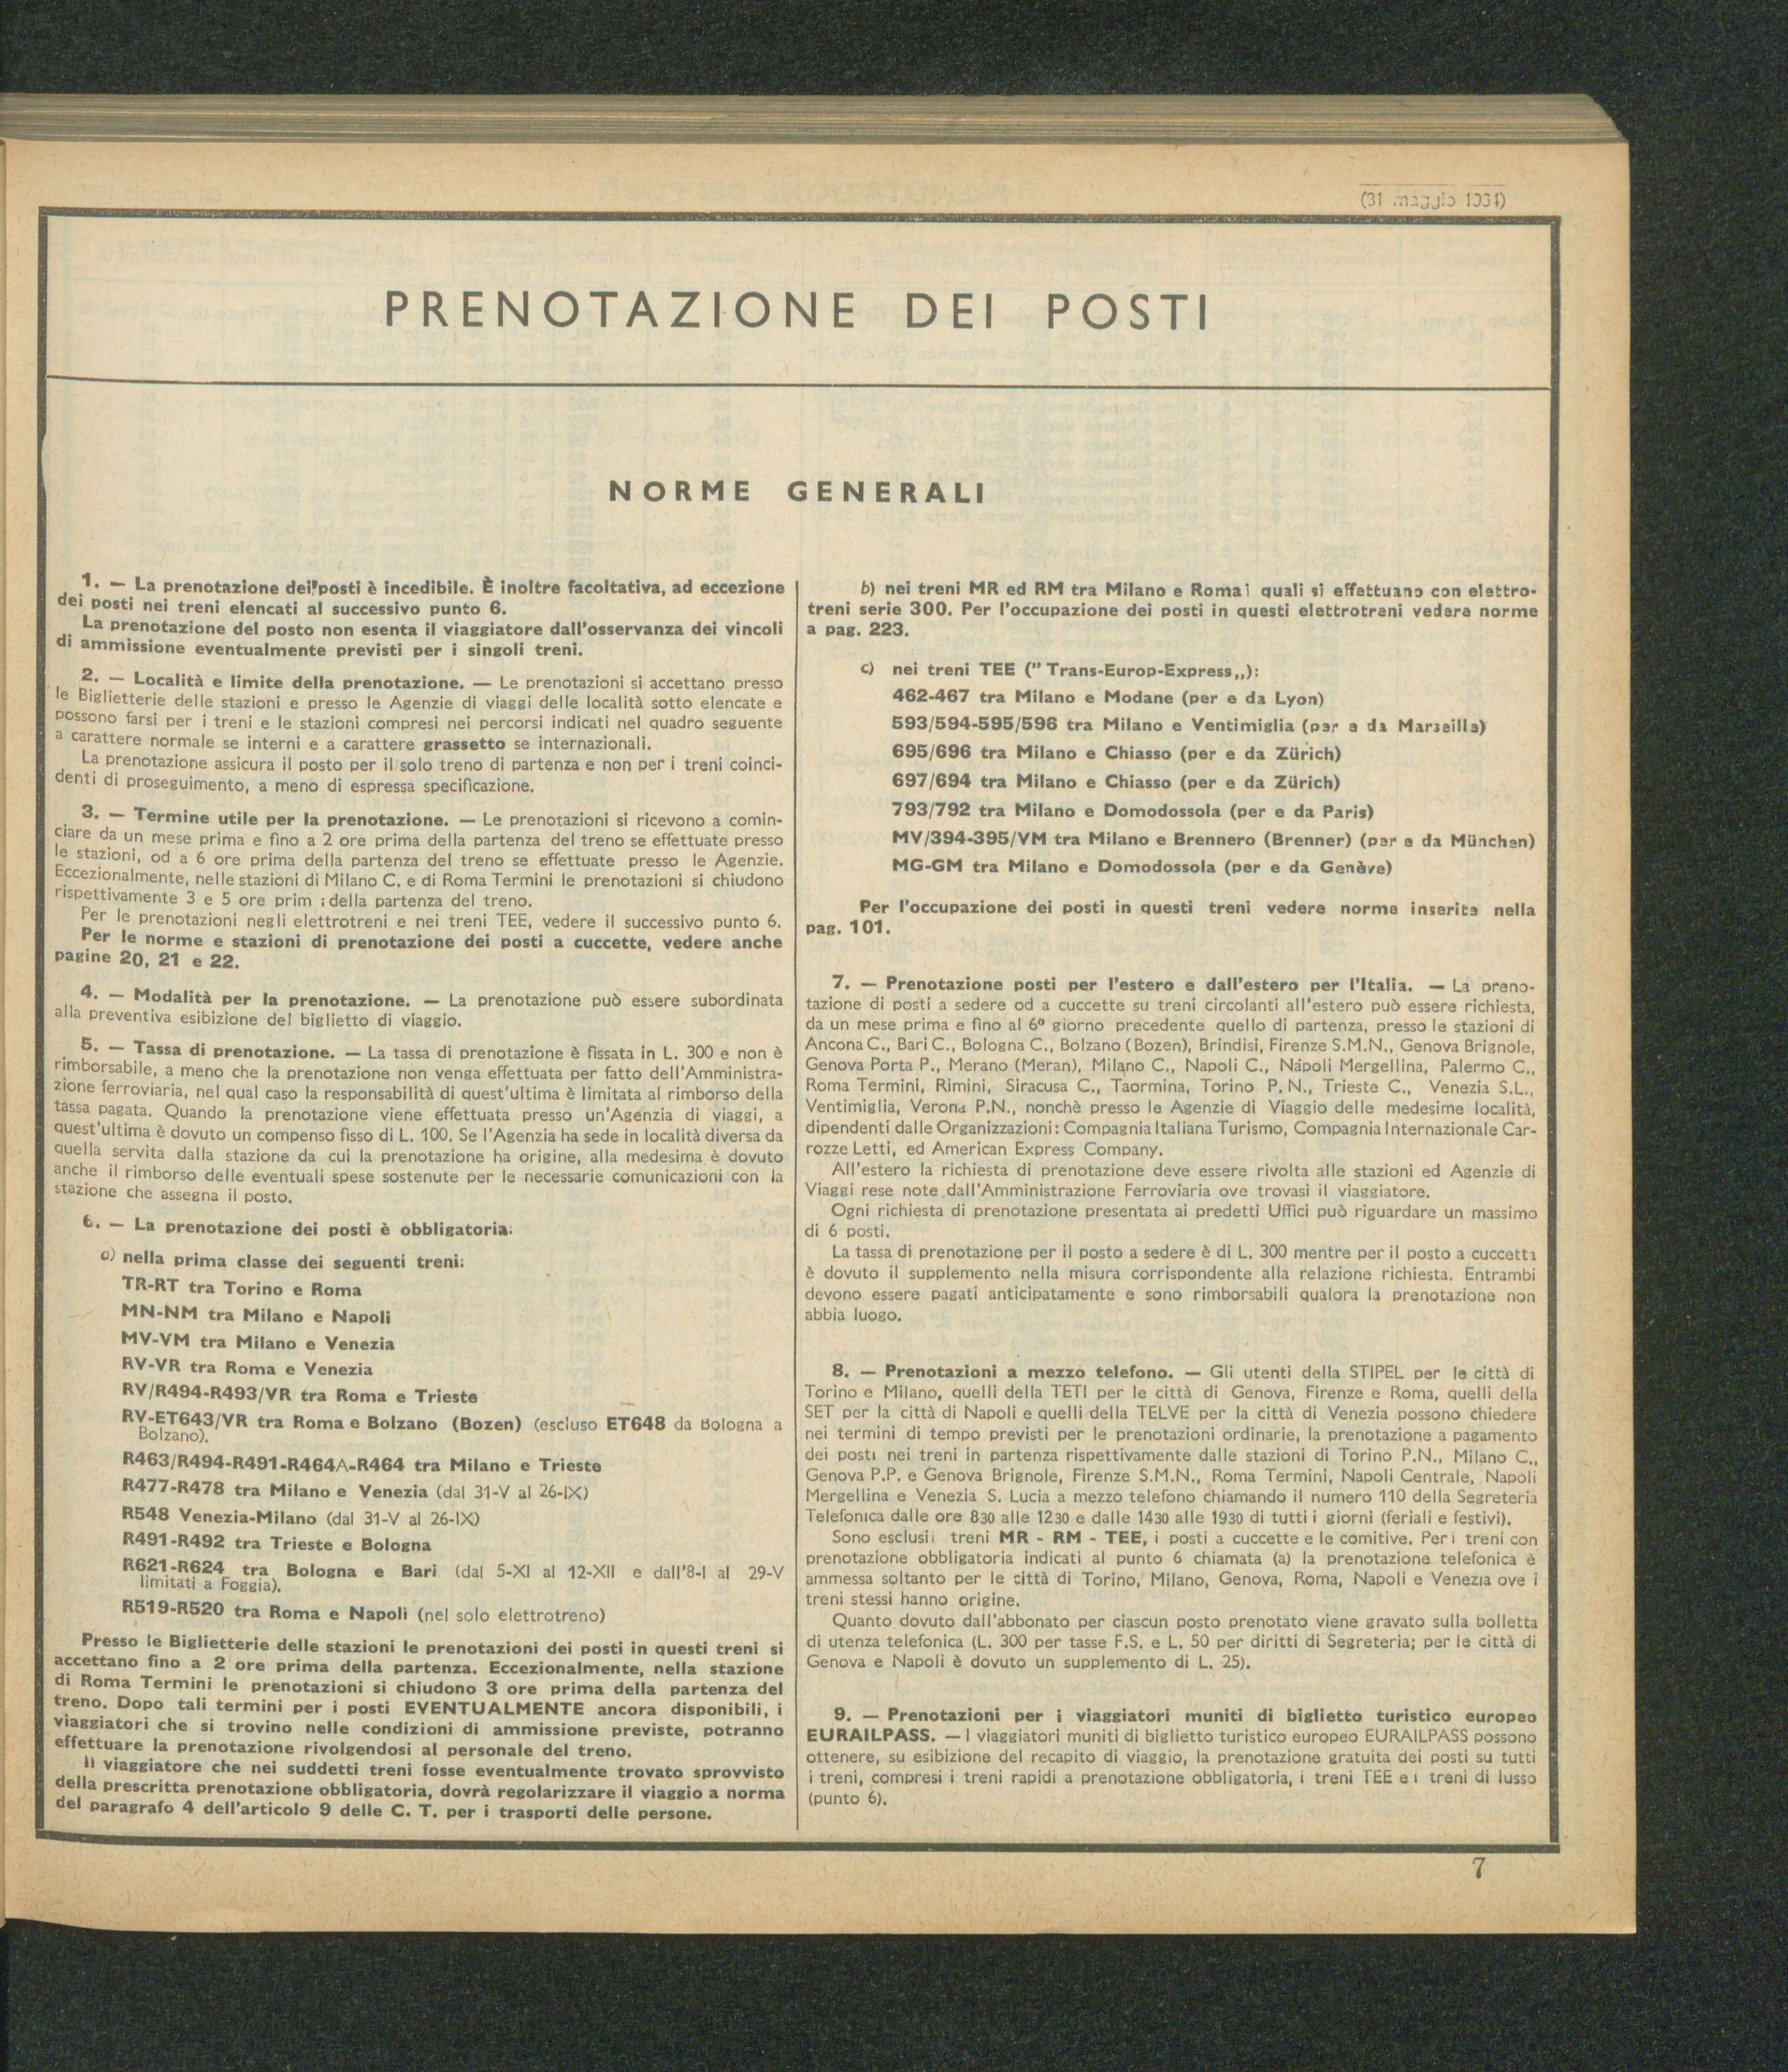 (31 maggio 1964)
PRENOTAZIONE DEI POSTI
NORME GENERALI
1. — La prenotazione dei posti è incedibile. È inoltre facoltativa, ad eccezione
dei posti nei treni elencati al successivo punto 6.
La prenotazione del posto non esenta il viaggiatore dall'osservanza dei vincoli
di ammissione eventualmente previsti per i singoli treni.
2. — Località e limite della prenotazione. — Le prenotazioni si accettano presso
le Biglietterie delle stazioni e presso le Agenzie di viaggi delle località sotto elencate e
possono farsi per i treni e le stazioni compresi nei percorsi indicati nel quadro seguente
a carattere normale se interni e a carattere grassetto se internazionali.
La prenotazione assicura il posto per il solo treno di partenza e non per i treni coinci-
denti di proseguimento, a meno di espressa specificazione.
3. — Termine utile per la prenotazione. — Le prenotazioni si ricevono a comin-
ciare da un mese prima e fino a 2 ore prima della partenza del treno se effettuate presso
le stazioni, od a 6 ore prima della partenza del treno se effettuate presso le Agenzie.
Eccezionalmente, nelle stazioni di Milano C. e di Roma Termini le prenotazioni si chiudono
rispettivamente 3 e 5 ore prima della partenza del treno.
Per le prenotazioni negli elettrotreni e nei treni TEE, vedere il successivo punto 6.
Per le norme e stazioni di prenotazione dei posti a cuccette, vedere anche
pagine 20, 21 e 22.
4. — Modalità per la prenotazione. — La prenotazione può essere subordinata
alla preventiva esibizione del biglietto di viaggio.
5. — Tassa di prenotazione. — La tassa di prenotazione è fissata in L. 300 e non è
rimborsabile, a meno che la prenotazione non venga effettuata per fatto dell'Amministra-
zione ferroviaria, nel qual caso la responsabilità di quest'ultima è limitata al rimborso della
tassa pagata. Quando la prenotazione viene effettuata presso un'Agenzia di viaggi, a
quest'ultima è dovuto un compenso fisso di L. 100. Se l'Agenzia ha sede in località diversa da
quella servita dalla stazione da cui la prenotazione ha origine, alla medesima è dovuto
anche il rimborso delle eventuali spese sostenute per le necessarie comunicazioni con la
stazione che assegna il posto.
6. — La prenotazione dei posti è obbligatoria:
a) nella prima classe dei seguenti treni:
TR-RT tra Torino e Roma
MN-NM tra Milano e Napoli
MV-VM tra Milano e Venezia
RV-VR tra Roma e Venezia
RV/R494-R493/VR tra Roma e Trieste
RV-ET643/VR tra Roma e Bolzano (Bozen) (escluso ET648 da Bologna a
Bolzano).
R463/R494-R491-R464A-R464 tra Milano e Trieste
R477-R478 tra Milano e Venezia (dal 31-V al 26-IX)
R548 Venezia-Milano (dal 31-V al 26-IX)
R491-R492 tra Trieste e Bologna
R621-R624 tra Bologna e Bari (dal 5-XI al 12-XII e dall'8-I al 29-V
limitati a Foggia).
R519-R520 tra Roma e Napoli (nel solo elettrotreno)
Presso le Biglietterie delle stazioni le prenotazioni dei posti in questi treni si
accettano fino a 2 ore prima della partenza. Eccezionalmente, nella stazione
di Roma Termini le prenotazioni si chiudono 3 ore prima della partenza del
treno. Dopo tali termini per i posti EVENTUALMENTE ancora disponibili, i
viaggiatori che si trovino nelle condizioni di ammissione previste, potranno
effettuare la prenotazione rivolgendosi al personale del treno.
Il viaggiatore che nei suddetti treni fosse eventualmente trovato sprovvisto
della prescritta prenotazione obbligatoria, dovrà regolarizzare il viaggio a norma
del paragrafo 4 dell'articolo 9 delle C. T. per i trasporti delle persone.
b) nei treni MR ed RM tra Milano e Roma i quali si effettuano con elettro-
treni serie 300. Per l'occupazione dei posti in questi elettrotreni vedere norme
a pag. 223.
c) nei treni TEE (" Trans-Europ-Express„):
462-467 tra Milano e Modane (per e da Lyon)
593/594-595/596 tra Milano e Ventimiglia (per e da Marseille)
695/696 tra Milano e Chiasso (per e da Zürich)
697/694 tra Milano e Chiasso (per e da Zürich)
793/792 tra Milano e Domodossola (per e da Paris)
MV/394-395/VM tra Milano e Brennero (Brenner) (per e da München)
MG-GM tra Milano e Domodossola (per e da Genève)
Per l'occupazione dei posti in questi treni vedere norme inserite nella
pag. 101.
7. — Prenotazione posti per l'estero e dall'estero per l'Italia. — La preno-
tazione di posti a sedere od a cuccette su treni circolanti all'estero può essere richiesta,
da un mese prima e fino al 6º giorno precedente quello di partenza, presso le stazioni di
Ancona C., Bari C., Bologna C., Bolzano (Bozen), Brindisi, Firenze S.M.N., Genova Brignole,
Genova Porta P., Merano (Meran), Milano C., Napoli C., Napoli Mergellina, Palermo C.,
Roma Termini, Rimini, Siracusa C., Taormina, Torino P. N., Trieste C., Venezia S.L.,
Ventimiglia, Verona P.N., nonchè presso le Agenzie di Viaggio delle medesime località,
dipendenti dalle Organizzazioni: Compagnia Italiana Turismo, Compagnia Internazionale Car-
rozze Letti, ed American Express Company.
All'estero la richiesta di prenotazione deve essere rivolta alle stazioni ed Agenzie di
Viaggi rese note dall'Amministrazione Ferroviaria ove trovasi il viaggiatore.
Ogni richiesta di prenotazione presentata ai predetti Uffici può riguardare un massimo
di 6 posti.
La tassa di prenotazione per il posto a sedere è di L. 300 mentre per il posto a cuccetta
è dovuto il supplemento nella misura corrispondente alla relazione richiesta. Entrambi
devono essere pagati anticipatamente e sono rimborsabili qualora la prenotazione non
abbia luogo.
8. — Prenotazioni a mezzo telefono. — Gli utenti della STIPEL per le città di
Torino e Milano, quelli della TETI per le città di Genova, Firenze e Roma, quelli della
SET per la città di Napoli e quelli della TELVE per la città di Venezia possono chiedere
nei termini di tempo previsti per le prenotazioni ordinarie, la prenotazione a pagamento
dei posti nei treni in partenza rispettivamente dalle stazioni di Torino P.N., Milano C.,
Genova P.P. e Genova Brignole, Firenze S.M.N., Roma Termini, Napoli Centrale, Napoli
Mergellina e Venezia S. Lucia a mezzo telefono chiamando il numero 110 della Segreteria
Telefonica dalle ore 830 alle 1230 e dalle 1430 alle 1930 di tutti i giorni (feriali e festivi).
Sono esclusi i treni MR - RM - TEE, i posti a cuccette e le comitive. Per i treni con
prenotazione obbligatoria indicati al punto 6 chiamata (a) la prenotazione telefonica è
ammessa soltanto per le città di Torino, Milano, Genova, Roma, Napoli e Venezia ove i
treni stessi hanno origine.
Quanto dovuto dall'abbonato per ciascun posto prenotato viene gravato sulla bolletta
di utenza telefonica (L. 300 per tasse F.S. e L. 50 per diritti di Segreteria; per le città di
Genova e Napoli è dovuto un supplemento di L. 25).
9. — Prenotazioni per i viaggiatori muniti di biglietto turistico europeo
EURAILPASS. — I viaggiatori muniti di biglietto turistico europeo EURAILPASS possono
ottenere, su esibizione del recapito di viaggio, la prenotazione gratuita dei posti su tutti
i treni, compresi i treni rapidi a prenotazione obbligatoria, i treni TEE e i treni di lusso
(punto 6).
7